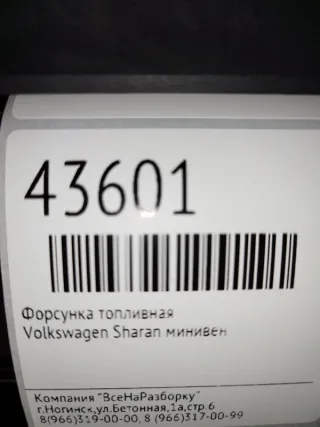 43601
Форсунка топливная
Volkswagen Sharan минивен
Компания "ВсеНаРазборку"
г.Ногинск,ул.Бетонная,1а,стр.6
8(966)319-00-00, 8 (966)317-00-99